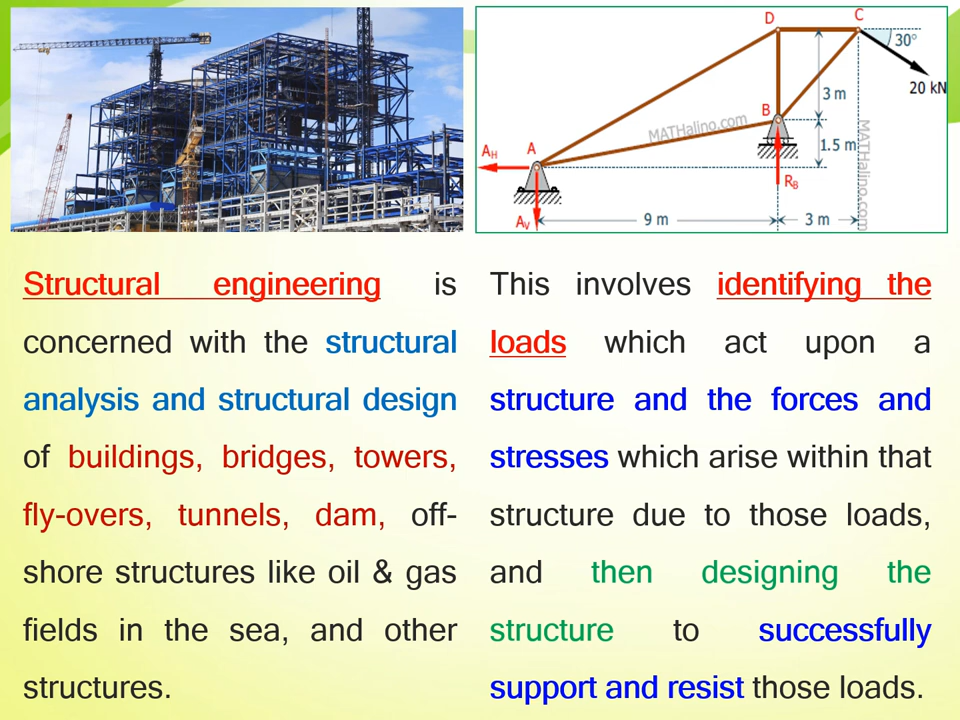 D
C
30°
20 kN
3 m
B
MATHalino.com
A
1.5 m
AH
RB
MATHalino.com
AV
9 m
3 m
Structural engineering is
concerned with the structural
analysis and structural design
of buildings, bridges, towers,
fly-overs, tunnels, dam, off-
shore structures like oil & gas
fields in the sea, and other
structures.
This involves identifying the
loads which act upon a
structure and the forces and
stresses which arise within that
structure due to those loads,
and then designing the
structure to successfully
support and resist those loads.